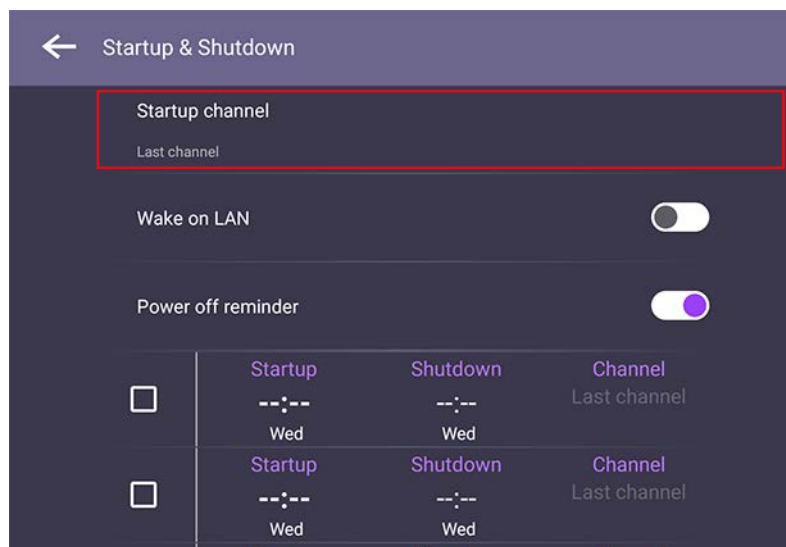 Startup & Shutdown
Startup channel
Last channel
Wake on LAN
Power off reminder
Startup Shutdown Channel
--:-- --:-- Last channel
Wed Wed
Startup Shutdown Channel
--:-- --:-- Last channel
Wed Wed